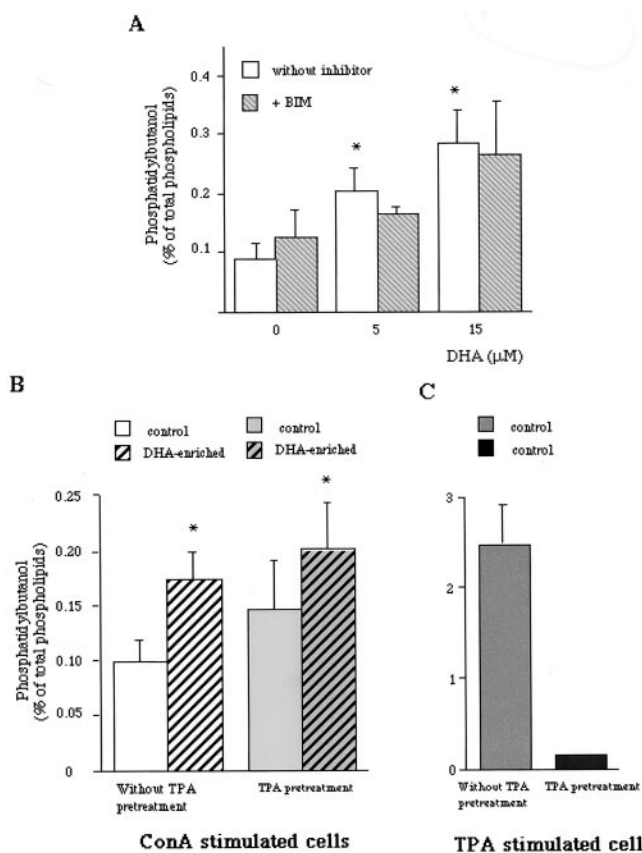 A
Phosphatidylbutanol
(% of total phospholipids)
0.4
0.3
0.2
0.1
without inhibitor
+ BIM
*
*
0
5
15
DHA (µM)
B
control
DHA-enriched
control
DHA-enriched
Phosphatidylbutanol
(% of total phospholipids)
0.25
0.20
0.15
0.10
0.05
0
*
*
Without TPA
pretreatment
TPA pretreatment
ConA stimulated cells
C
control
control
3
2
1
0
Without TPA
pretreatment
TPA pretreatment
TPA stimulated cell